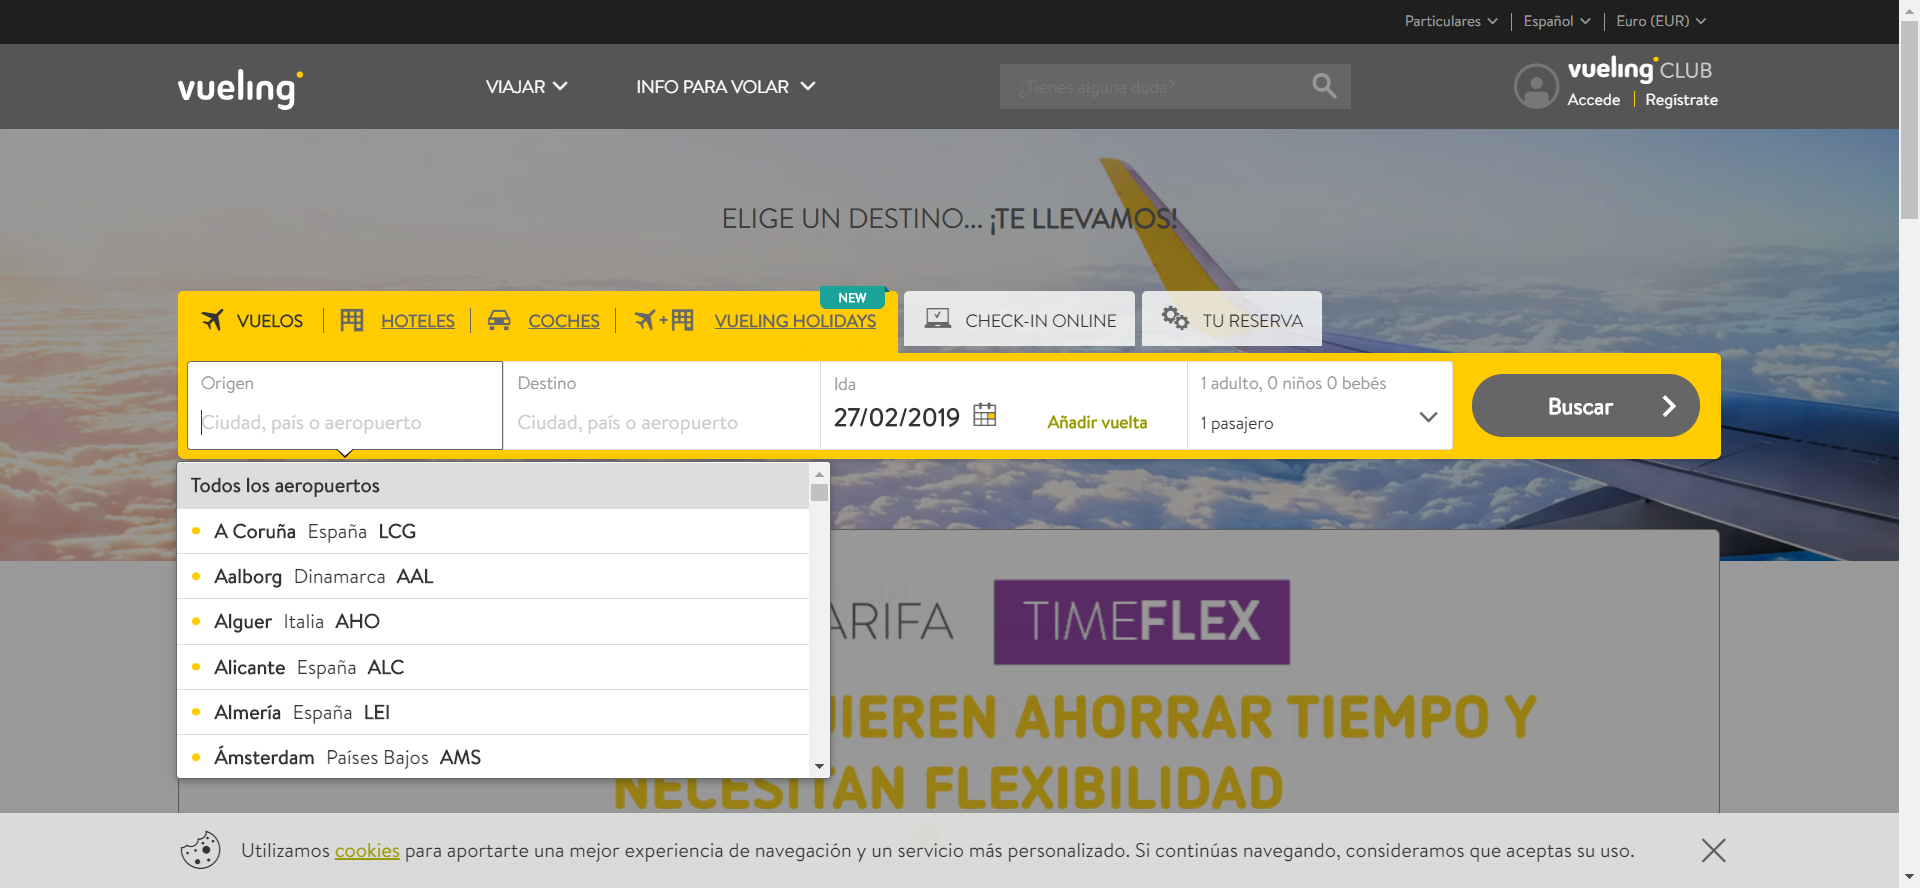 Particulares Español Euro (EUR)
vueling VIAJAR INFO PARA VOLAR ¿Tienes alguna duda? vueling CLUB
Accede Regístrate
ELIGE UN DESTINO... ¡TE LLEVAMOS!
NEW
VUELOS HOTELES COCHES + VUELING HOLIDAYS CHECK-IN ONLINE TU RESERVA
Origen Destino Ida 1 adulto, 0 niños 0 bebés
Ciudad, país o aeropuerto Ciudad, país o aeropuerto 27/02/2019 Añadir vuelta 1 pasajero Buscar
Todos los aeropuertos
A Coruña España LCG
Aalborg Dinamarca AAL
Alguer Italia AHO
Alicante España ALC
Almería España LEI
Ámsterdam Países Bajos AMS
ARIFA TIMEFLEX
UIEREN AHORRAR TIEMPO Y
NECESITAN FLEXIBILIDAD
Utilizamos cookies para aportarte una mejor experiencia de navegación y un servicio más personalizado. Si continúas navegando, consideramos que aceptas su uso.